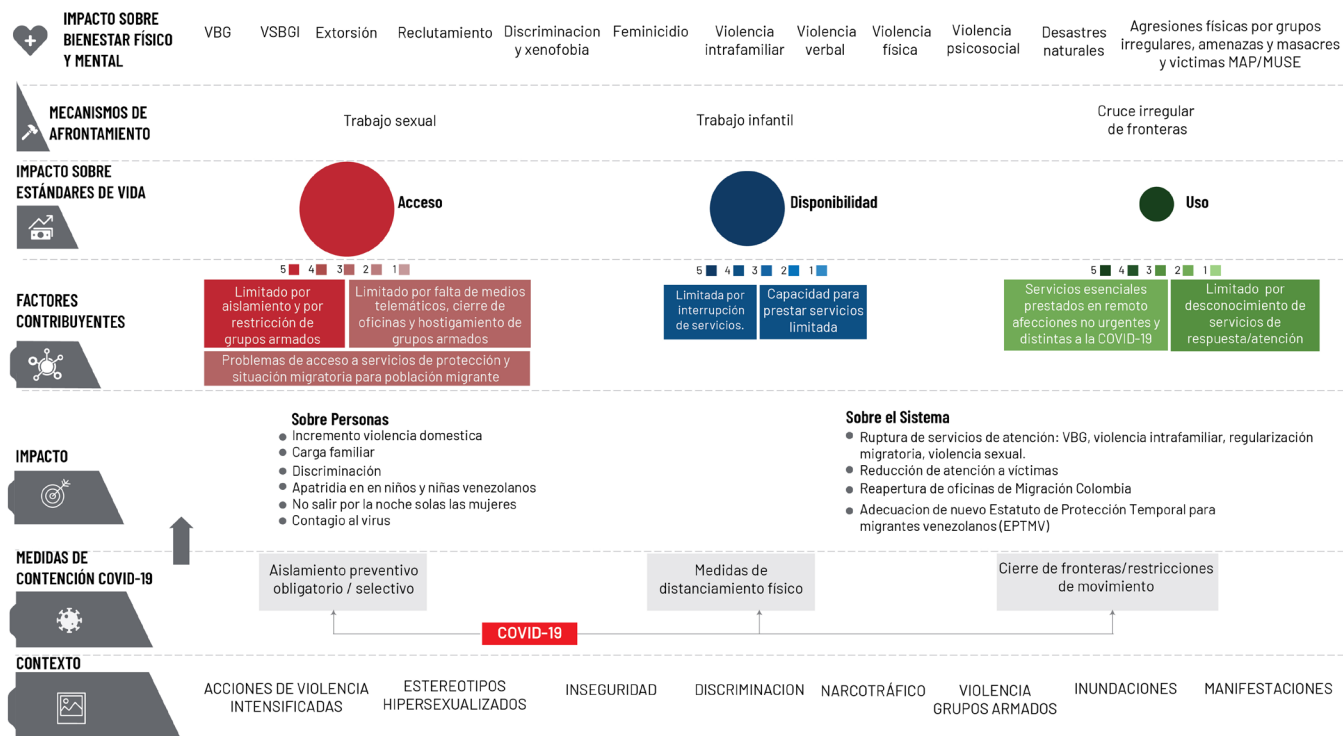 IMPACTO SOBRE
BIENESTAR FÍSICO
Y MENTAL
VBG
VSBGI
Extorsión
Reclutamiento
Discriminacion
y xenofobia
Feminicidio
Violencia
intrafamiliar
Violencia
verbal
Violencia
física
Violencia
psicosocial
Desastres
naturales
Agresiones físicas por grupos
irregulares, amenazas y masacres
y victimas MAP/MUSE
MECANISMOS DE
AFRONTAMIENTO
Trabajo sexual
Trabajo infantil
Cruce irregular
de fronteras
IMPACTO SOBRE
ESTÁNDARES DE VIDA
Acceso
Disponibilidad
Uso
5 4 3 2 1
5 4 3 2 1
5 4 3 2 1
FACTORES
CONTRIBUYENTES
Limitado por
aislamiento y por
restricción de
grupos armados
Limitado por falta de medios
telemáticos, cierre de
oficinas y hostigamiento de
grupos armados
Problemas de acceso a servicios de protección y
situación migratoria para población migrante
Limitada por
interrupción
de servicios.
Capacidad para
prestar servicios
limitada
Servicios esenciales
prestados en remoto
afecciones no urgentes y
distintas a la COVID-19
Limitado por
desconocimiento de
servicios de
respuesta/atención
IMPACTO
Sobre Personas
Incremento violencia domestica
Carga familiar
Discriminación
Apatridia en en niños y niñas venezolanos
No salir por la noche solas las mujeres
Contagio al virus
Sobre el Sistema
Ruptura de servicios de atención: VBG, violencia intrafamiliar, regularización
migratoria, violencia sexual.
Reducción de atención a víctimas
Reapertura de oficinas de Migración Colombia
Adecuacion de nuevo Estatuto de Protección Temporal para
migrantes venezolanos (EPTMV)
MEDIDAS DE
CONTENCIÓN COVID-19
Aislamiento preventivo
obligatorio / selectivo
Medidas de
distanciamiento físico
Cierre de fronteras/restricciones
de movimiento
COVID-19
CONTEXTO
ACCIONES DE VIOLENCIA
INTENSIFICADAS
ESTEREOTIPOS
HIPERSEXUALIZADOS
INSEGURIDAD
DISCRIMINACION
NARCOTRÁFICO
VIOLENCIA
GRUPOS ARMADOS
INUNDACIONES
MANIFESTACIONES